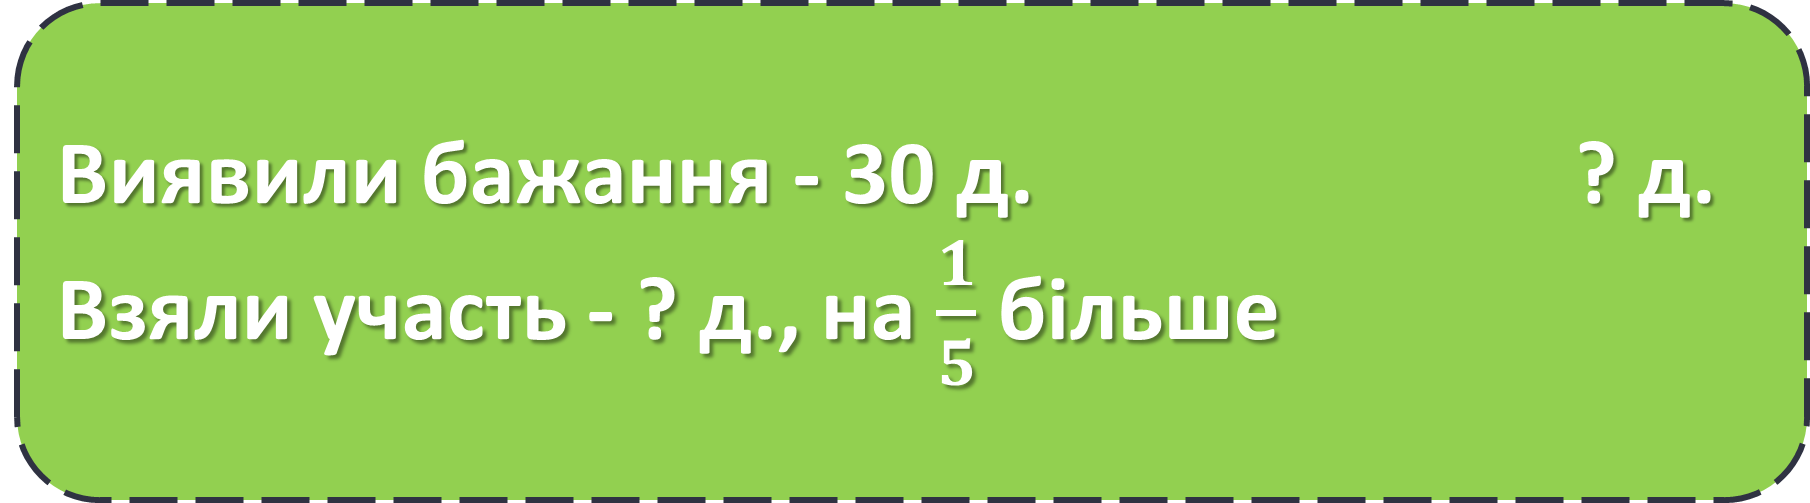 Виявили бажання - 30 д. ? д.
Взяли участь - ? д., на 1/5 більше